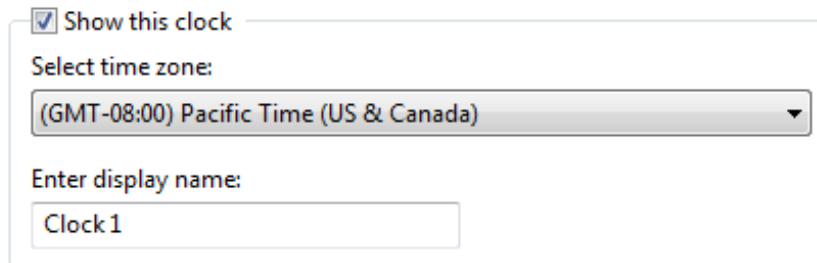 Show this clock
Select time zone:
(GMT-08:00) Pacific Time (US & Canada)
Enter display name:
Clock 1